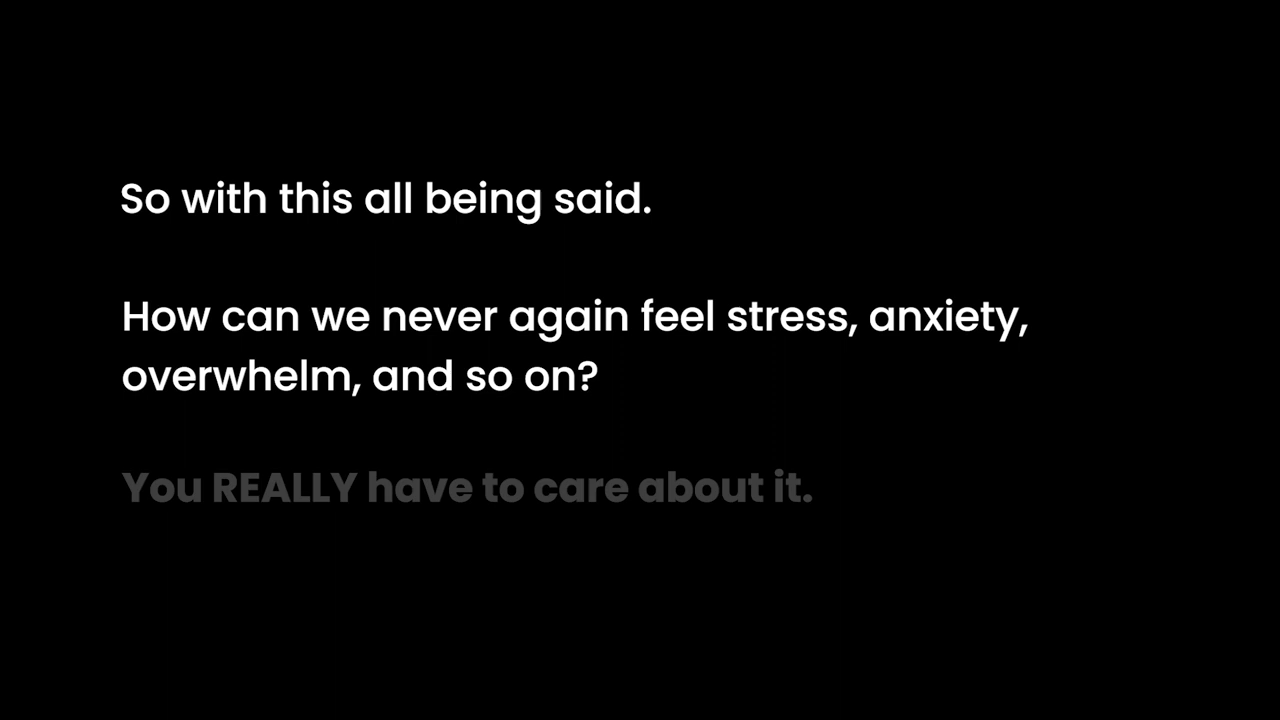 So with this all being said.
How can we never again feel stress, anxiety,
overwhelm, and so on?
You REALLY have to care about it.